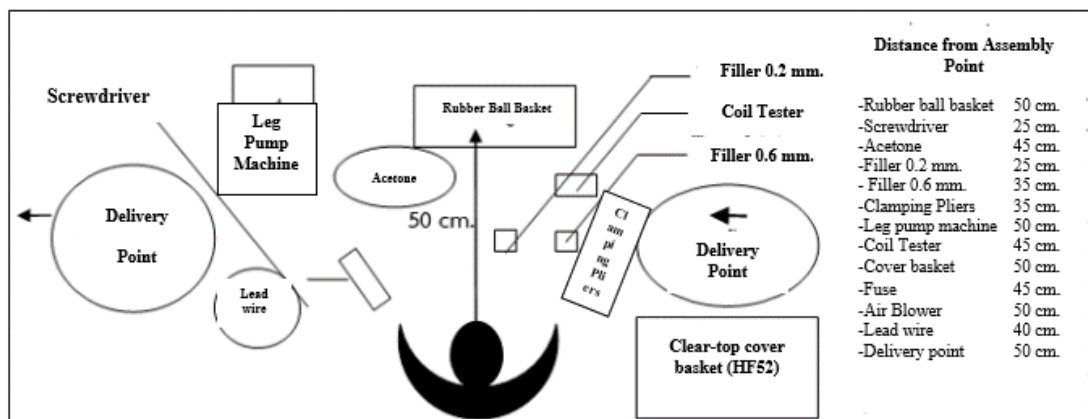 Screwdriver
Leg
Pump
Machine
Rubber Ball Basket
Acetone
50 cm.
Filler 0.2 mm.
Coil Tester
Filler 0.6 mm.
Delivery
Point
Lead
wire
Cl
am
pi
ng
Pli
ers
Delivery
Point
Clear-top cover
basket (HF52)
Distance from Assembly
Point
-Rubber ball basket 50 cm.
-Screwdriver 25 cm.
-Acetone 45 cm.
-Filler 0.2 mm. 25 cm.
- Filler 0.6 mm. 35 cm.
-Clamping Pliers 35 cm.
-Leg pump machine 50 cm.
-Coil Tester 45 cm.
-Cover basket 50 cm.
-Fuse 45 cm.
-Air Blower 50 cm.
-Lead wire 40 cm.
-Delivery point 50 cm.